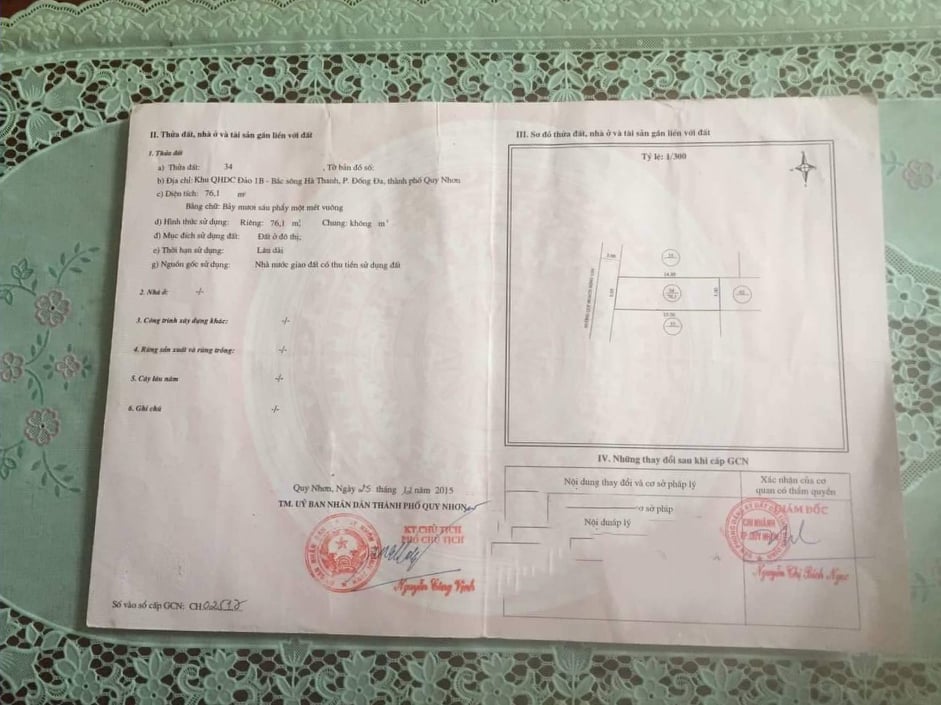 II. Thửa đất, nhà ở và tài sản gắn liền với đất
1. Thửa đất
a) Thửa đất: 34 , Tờ bản đồ số:
b) Địa chỉ: Khu QHDC Đảo 1B - Bắc sông Hà Thanh, P. Đống Đa, thành phố Quy Nhơn
c) Diện tích: 76,1 m²
Bằng chữ: Bảy mươi sáu phẩy một mét vuông
d) Hình thức sử dụng: Riêng: 76,1 m², Chung: không m²
đ) Mục đích sử dụng đất: Đất ở đô thị,
e) Thời hạn sử dụng: Lâu dài
g) Nguồn gốc sử dụng: Nhà nước giao đất có thu tiền sử dụng đất
2. Nhà ở: -/-
3. Công trình xây dựng khác: -/-
4. Rừng sản xuất và rừng trồng: -/-
5. Cây lâu năm -/-
6. Ghi chú -/-
Quy Nhơn, Ngày 25 tháng 12 năm 2015
TM. UỶ BAN NHÂN DÂN THÀNH PHỐ QUY NHƠN
KT.CHỦ TỊCH
PHÓ CHỦ TỊCH
Nguyễn Công Vịnh
Số vào sổ cấp GCN: CH
III. Sơ đồ thửa đất, nhà ở và tài sản gắn liền với đất
Tỷ lệ: 1/300
34
IV. Những thay đổi sau khi cấp GCN
Nội dung thay đổi và cơ sở pháp lý
Xác nhận của cơ
quan có thẩm quyền
cơ sở pháp
Nội dunáp lý
GIÁM ĐỐC
CHI NHÁNH
TP.QUY NHƠN
Nguyễn Thị Bích Ngọc